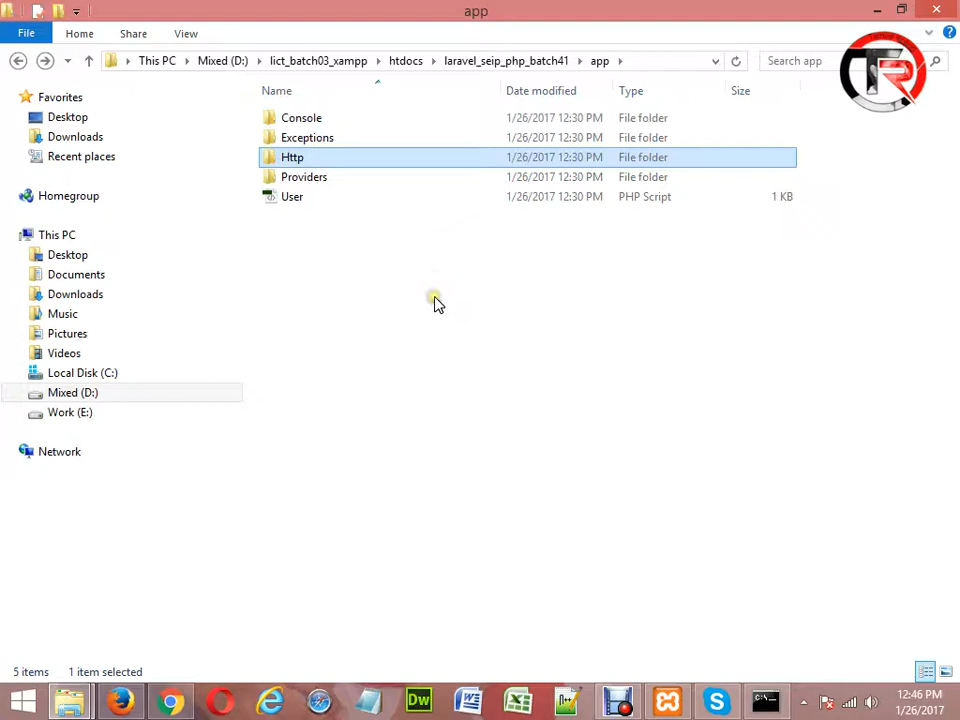 app
File Home Share View
This PC Mixed (D:) lict_batch03_xampp htdocs laravel_seip_php_batch41 app Search app
Name Date modified Type Size
Favorites
Desktop
Downloads
Recent places
Homegroup
This PC
Desktop
Documents
Downloads
Music
Pictures
Videos
Local Disk (C:)
Mixed (D:)
Work (E:)
Network
Console 1/26/2017 12:30 PM File folder
Exceptions 1/26/2017 12:30 PM File folder
Http 1/26/2017 12:30 PM File folder
Providers 1/26/2017 12:30 PM File folder
User 1/26/2017 12:30 PM PHP Script 1 KB
5 items 1 item selected
Dw
12:46 PM
1/26/2017